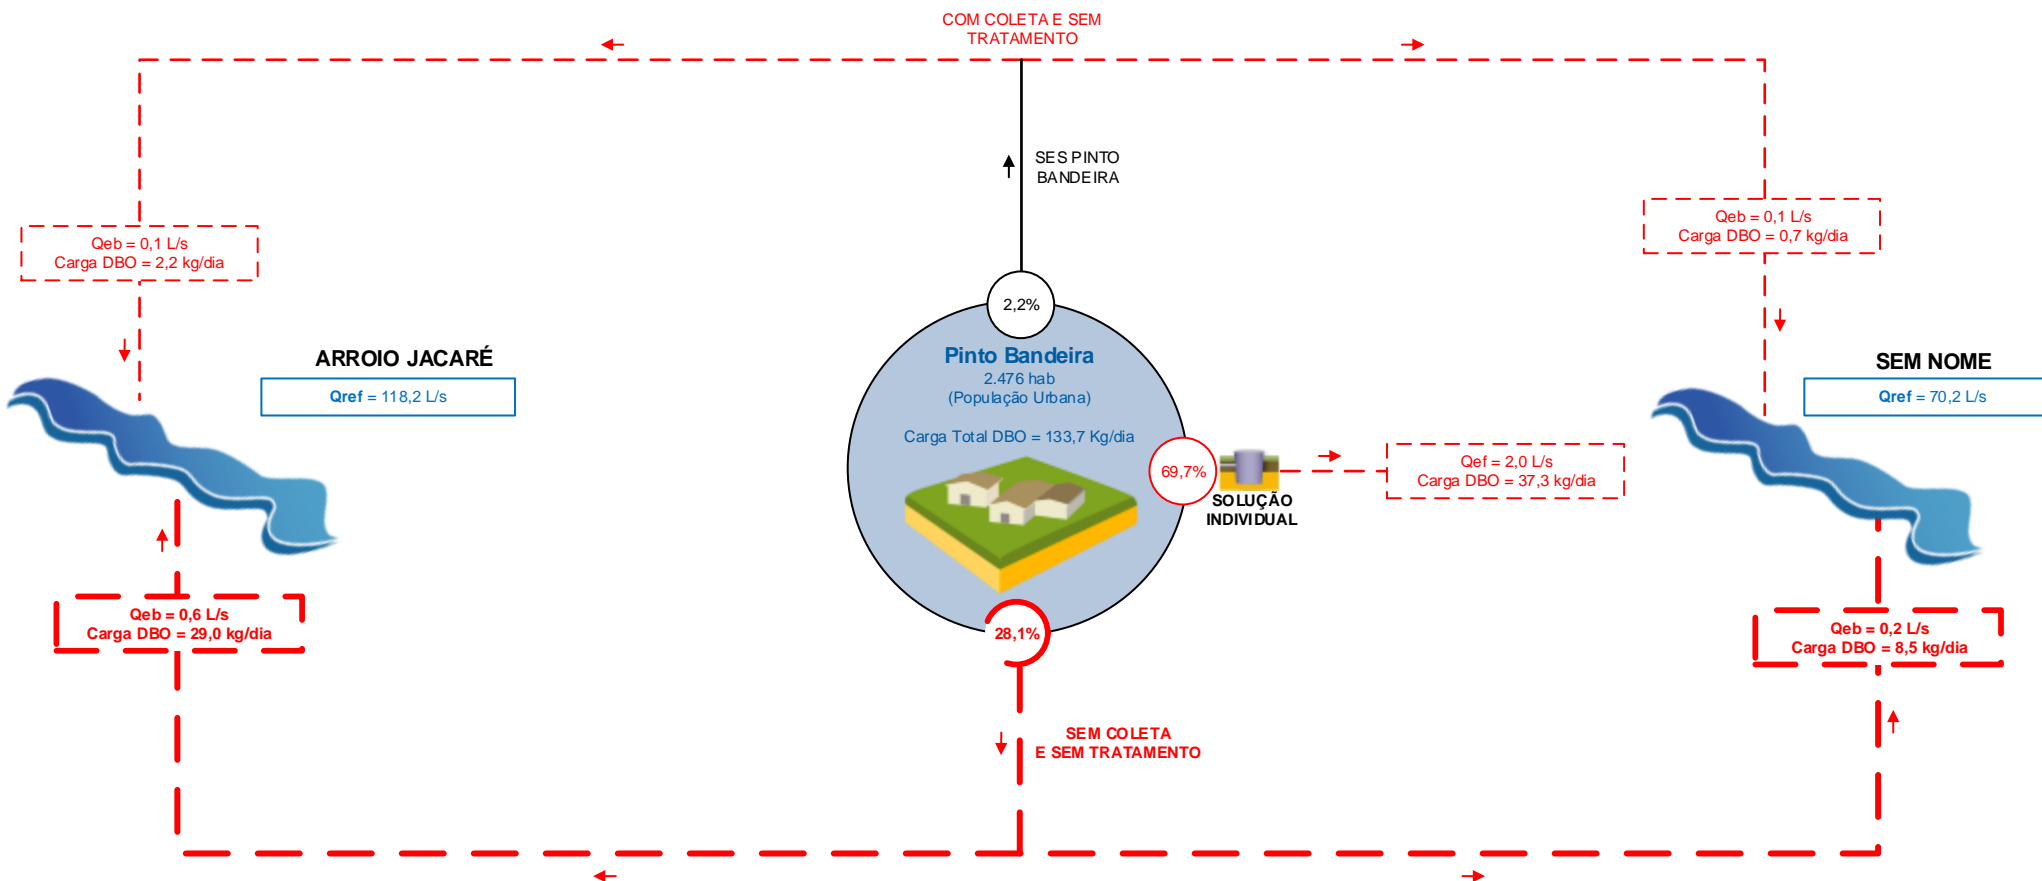 COM COLETA E SEM
TRATAMENTO
SES PINTO
BANDEIRA
Qeb = 0,1 L/s
Carga DBO = 2,2 kg/dia
Qeb = 0,1 L/s
Carga DBO = 0,7 kg/dia
2,2%
ARROIO JACARÉ
Qref = 118,2 L/s
Pinto Bandeira
2.476 hab
(População Urbana)
Carga Total DBO = 133,7 Kg/dia
SEM NOME
Qref = 70,2 L/s
69,7%
SOLUÇÃO
INDIVIDUAL
Qef = 2,0 L/s
Carga DBO = 37,3 kg/dia
Qeb = 0,6 L/s
Carga DBO = 29,0 kg/dia
28,1%
Qeb = 0,2 L/s
Carga DBO = 8,5 kg/dia
SEM COLETA
E SEM TRATAMENTO